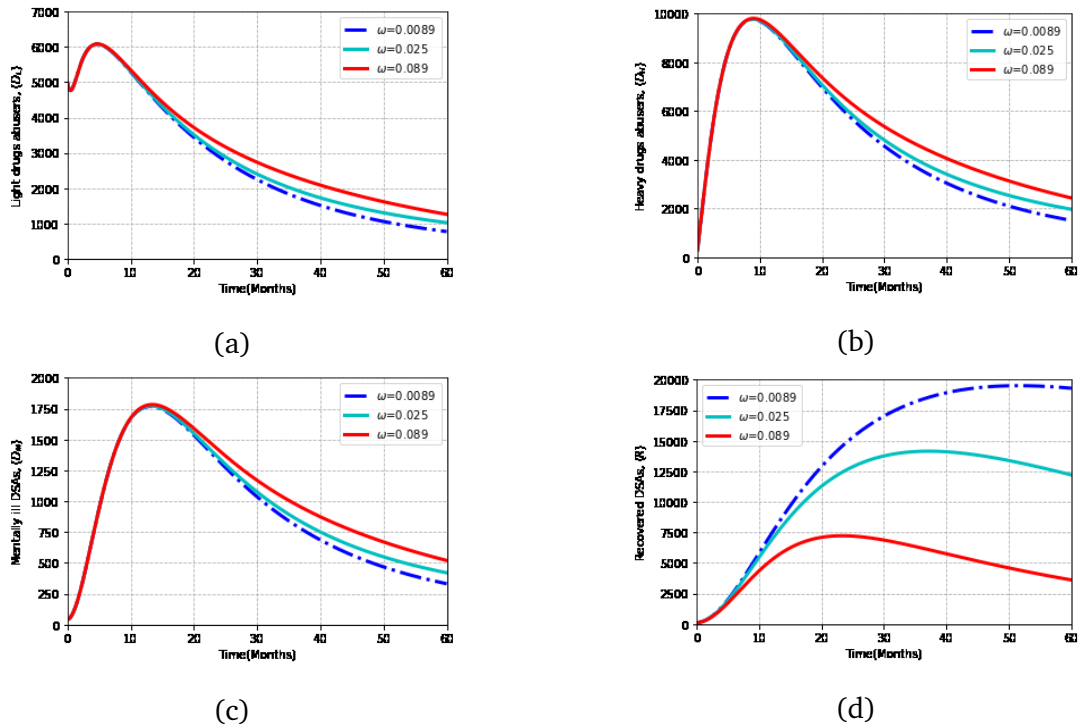 7000
6000
5000
4000
3000
2000
1000
0
Light drugs abusers, {D_L}
0 10 20 30 40 50 60
Time(Months)
ω=0.0089
ω=0.025
ω=0.089
(a)
10000
8000
6000
4000
2000
0
Heavy drugs abusers, {D_H}
0 10 20 30 40 50 60
Time(Months)
ω=0.0089
ω=0.025
ω=0.089
(b)
2000
1750
1500
1250
1000
750
500
250
0
Mentally ill DSAs, {D_M}
0 10 20 30 40 50 60
Time(Months)
ω=0.0089
ω=0.025
ω=0.089
(c)
20000
17500
15000
12500
10000
7500
5000
2500
0
Recovered DSAs, {R}
0 10 20 30 40 50 60
Time(Months)
ω=0.0089
ω=0.025
ω=0.089
(d)